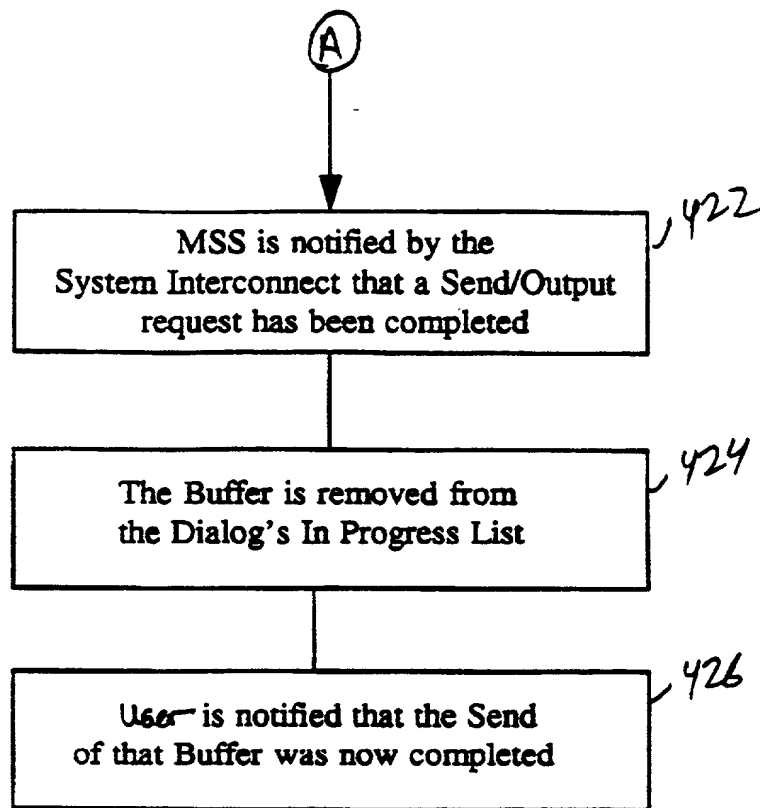 A
422
MSS is notified by the
System Interconnect that a Send/Output
request has been completed
424
The Buffer is removed from
the Dialog's In Progress List
426
User is notified that the Send
of that Buffer was now completed